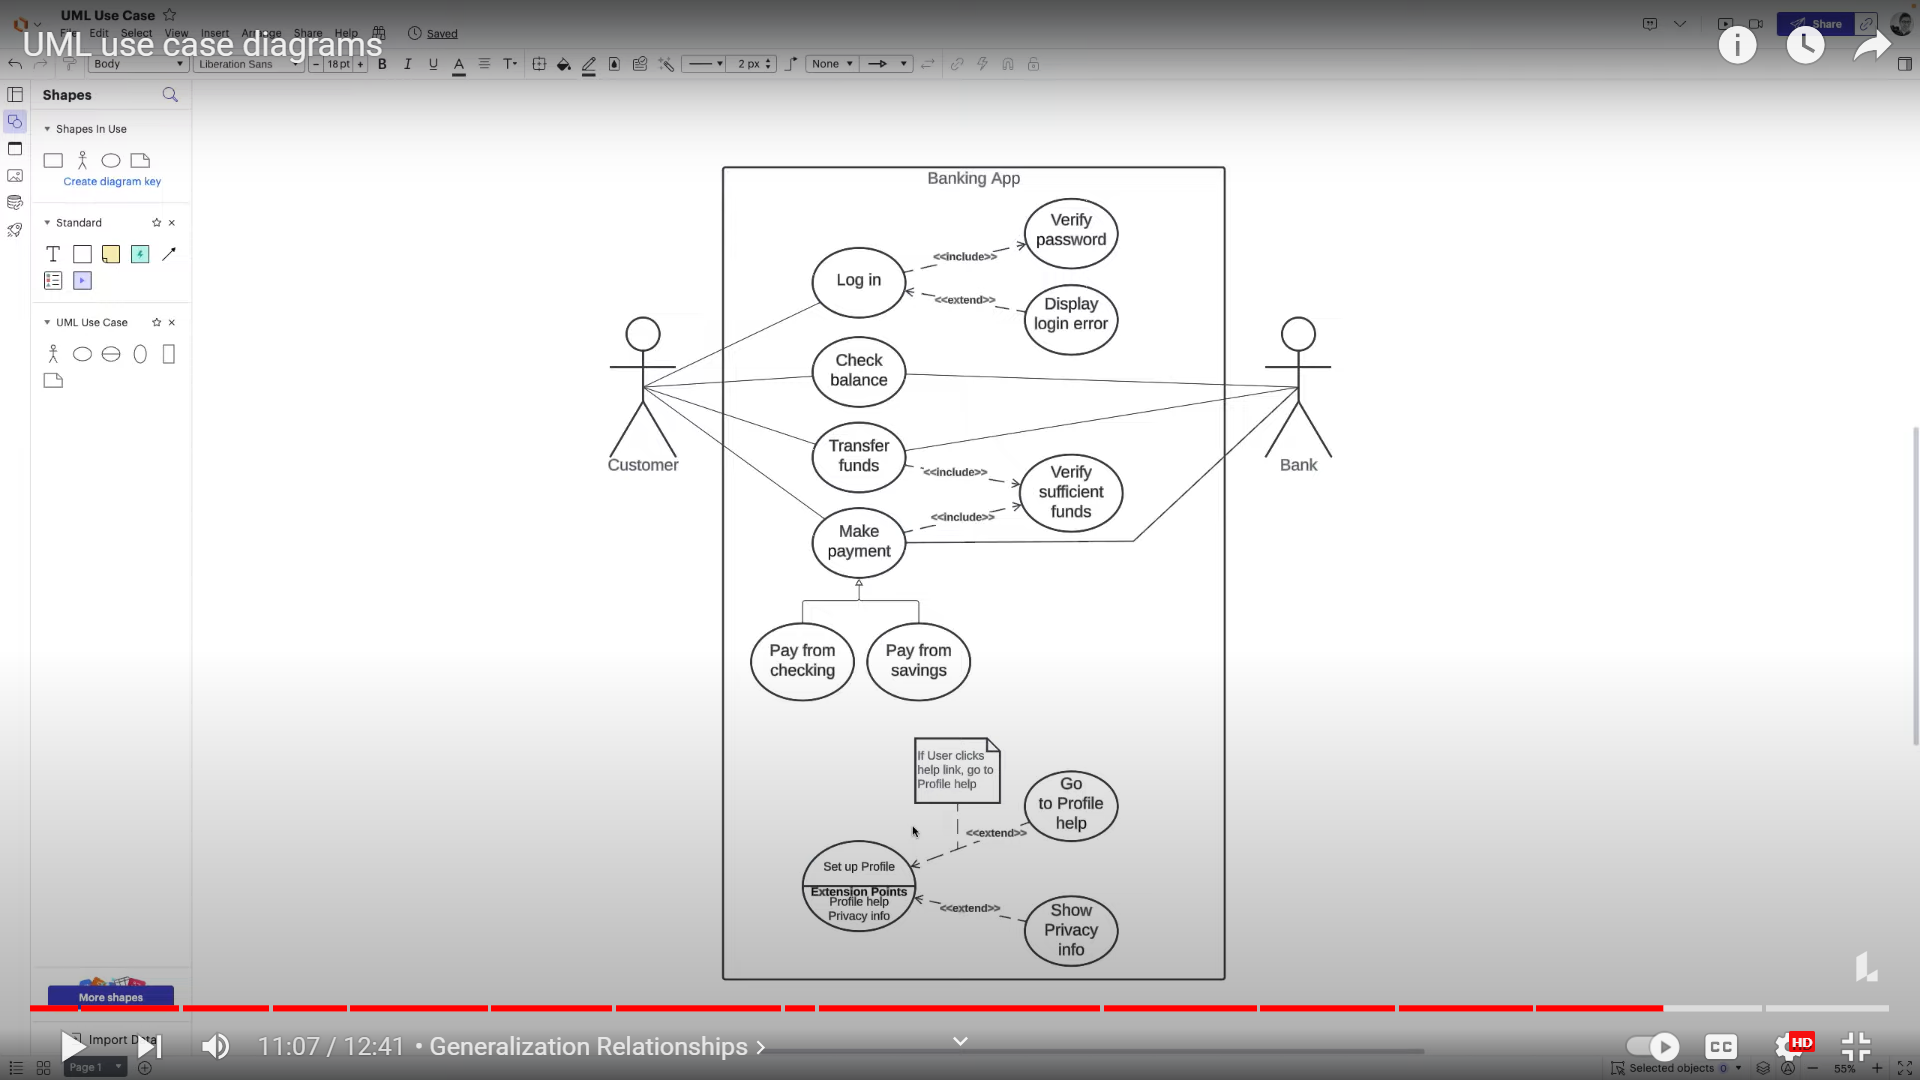 UML Use Case
File Edit Select View Insert Arrange Share Help
Saved
Share
UML use case diagrams
Body
Liberation Sans
− 18 pt +
B I U A T
2 px
None
Shapes
Shapes In Use
Create diagram key
Standard
T
UML Use Case
Banking App
Verify
password
<<include>>
Log in
<<extend>>
Display
login error
Check
balance
Customer
Bank
Transfer
funds
<<include>>
Verify
sufficient
funds
<<include>>
Make
payment
Pay from
checking
Pay from
savings
If User clicks
help link, go to
Profile help
Go
to Profile
help
<<extend>>
Set up Profile
Extension Points
Profile help
Privacy info
<<extend>>
Show
Privacy
info
More shapes
Import Data
11:07 / 12:41 • Generalization Relationships >
CC
HD
Page 1
Selected objects 0
− 55% +